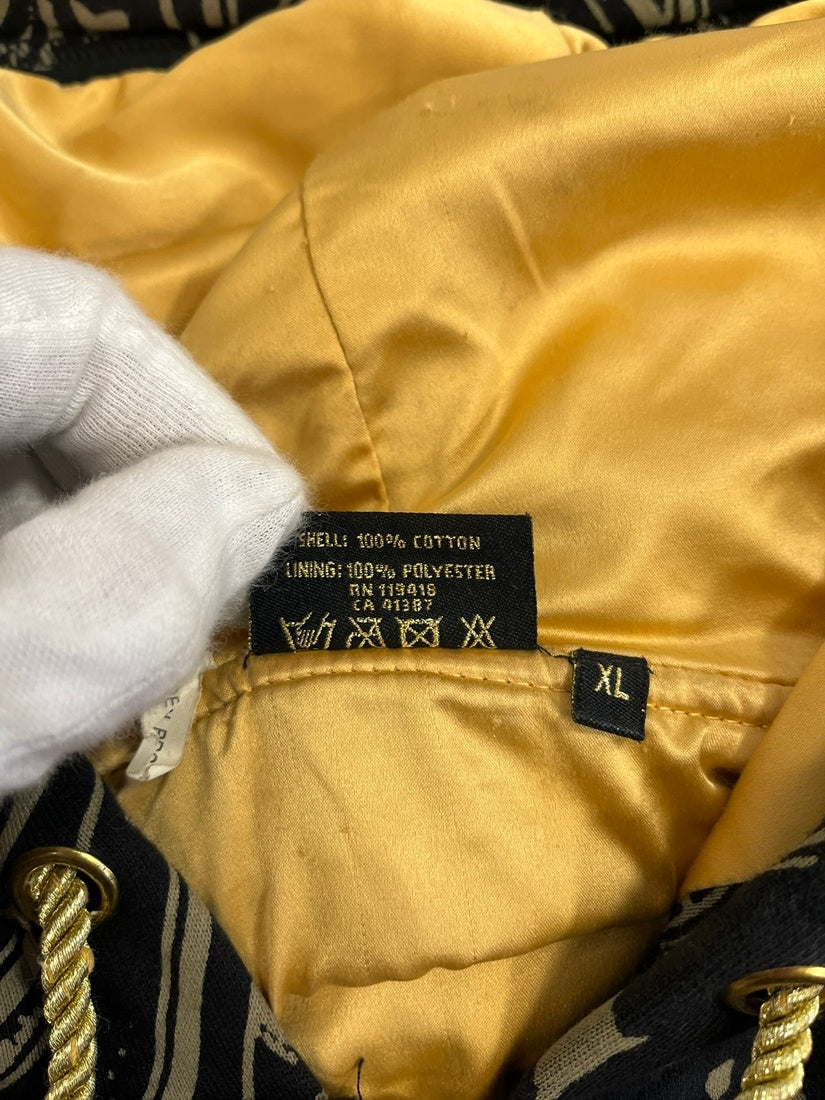 SHELL: 100% COTTON
LINING: 100% POLYESTER
RN 119418
CA 41387
XL